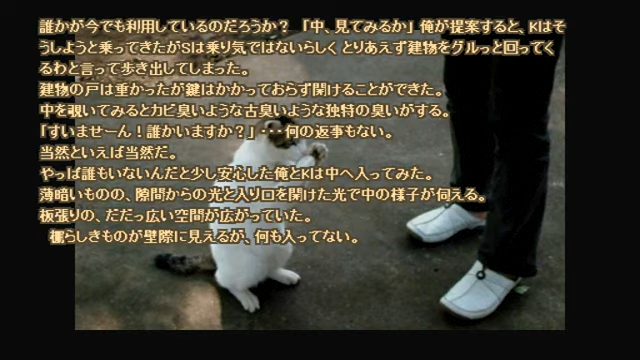 誰かが今でも利用しているのだろうか？ 「中、見てみるか」 俺が提案すると、Kはそ
うしようと乗ってきたがSは乗り気ではないらしく とりあえず建物をグルっと回ってく
るわと言って歩き出してしまった。
建物の戸は重かったが鍵はかかっておらず開けることができた。
中を覗いてみるとカビ臭いような古臭いような独特の臭いがする。
「すいませーん！誰かいますか？」 ・・・何の返事もない。
当然といえば当然だ。
やっぱ誰もいないんだと少し安心した俺とKは中へ入ってみた。
薄暗いものの、隙間からの光と入り口を開けた光で中の様子が伺える。
板張りの、だだっ広い空間が広がっていた。
棚らしきものが壁際に見えるが、何も入ってない。